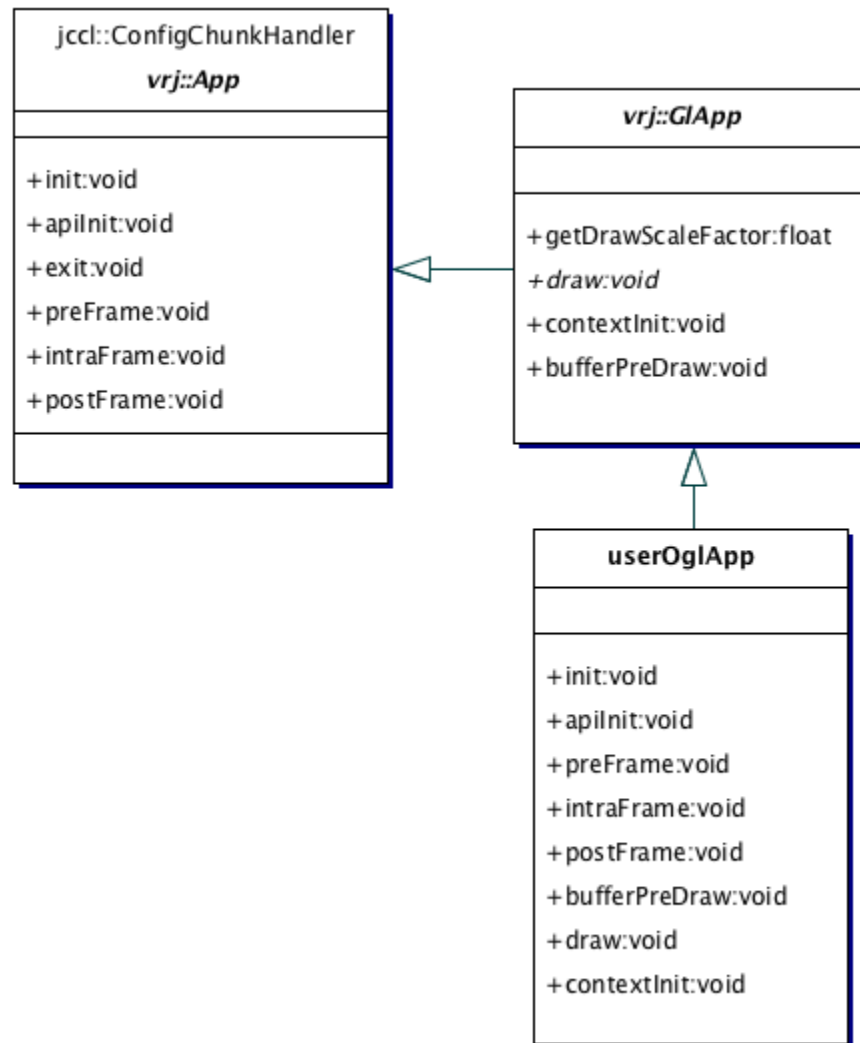 jccl::ConfigChunkHandler
vrj::App
+init:void
+apiInit:void
+exit:void
+preFrame:void
+intraFrame:void
+postFrame:void
vrj::GlApp
+getDrawScaleFactor:float
+draw:void
+contextInit:void
+bufferPreDraw:void
userOglApp
+init:void
+apiInit:void
+preFrame:void
+intraFrame:void
+postFrame:void
+bufferPreDraw:void
+draw:void
+contextInit:void